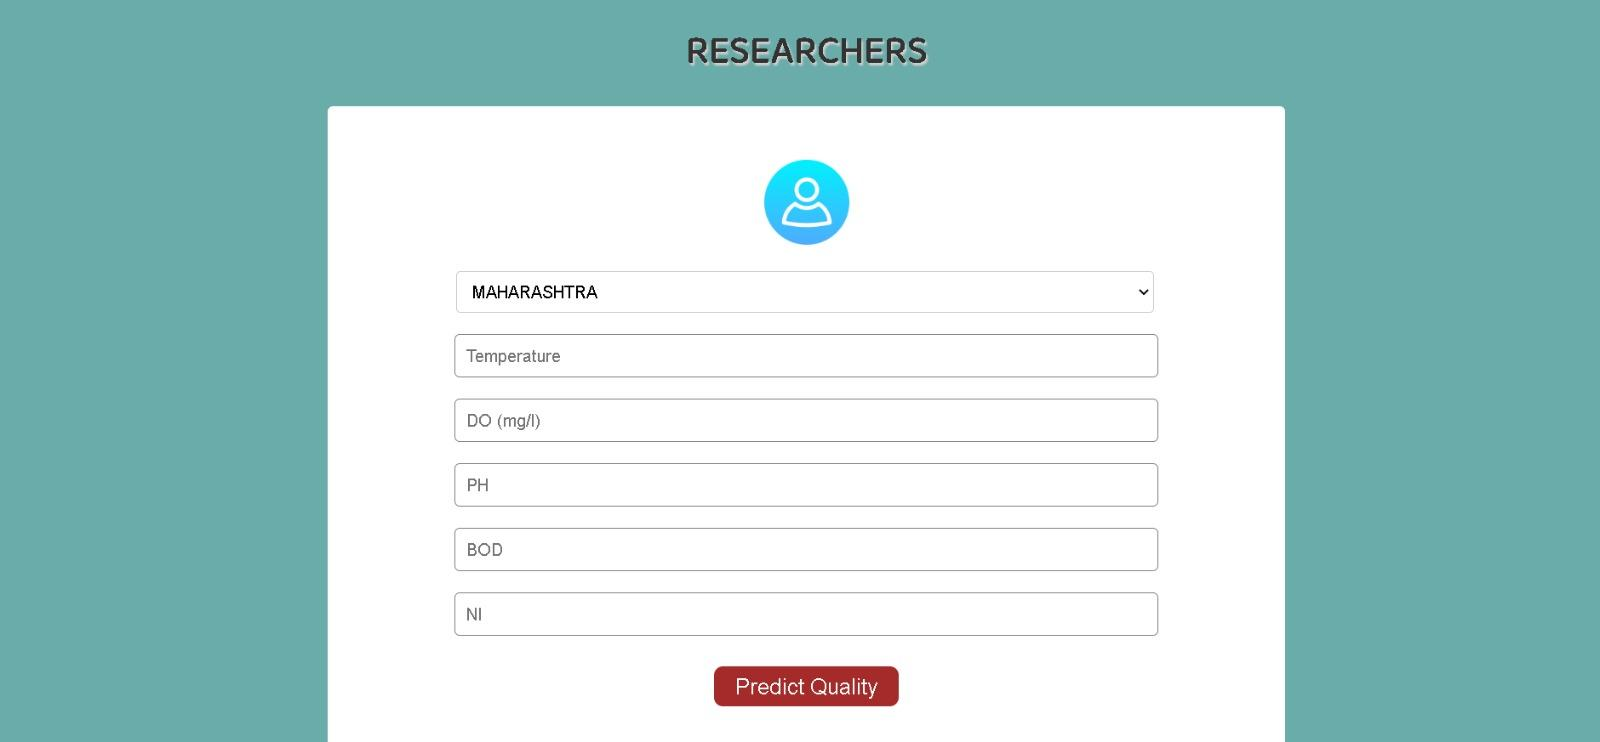 RESEARCHERS
MAHARASHTRA
Temperature
DO (mg/l)
PH
BOD
NI
Predict Quality